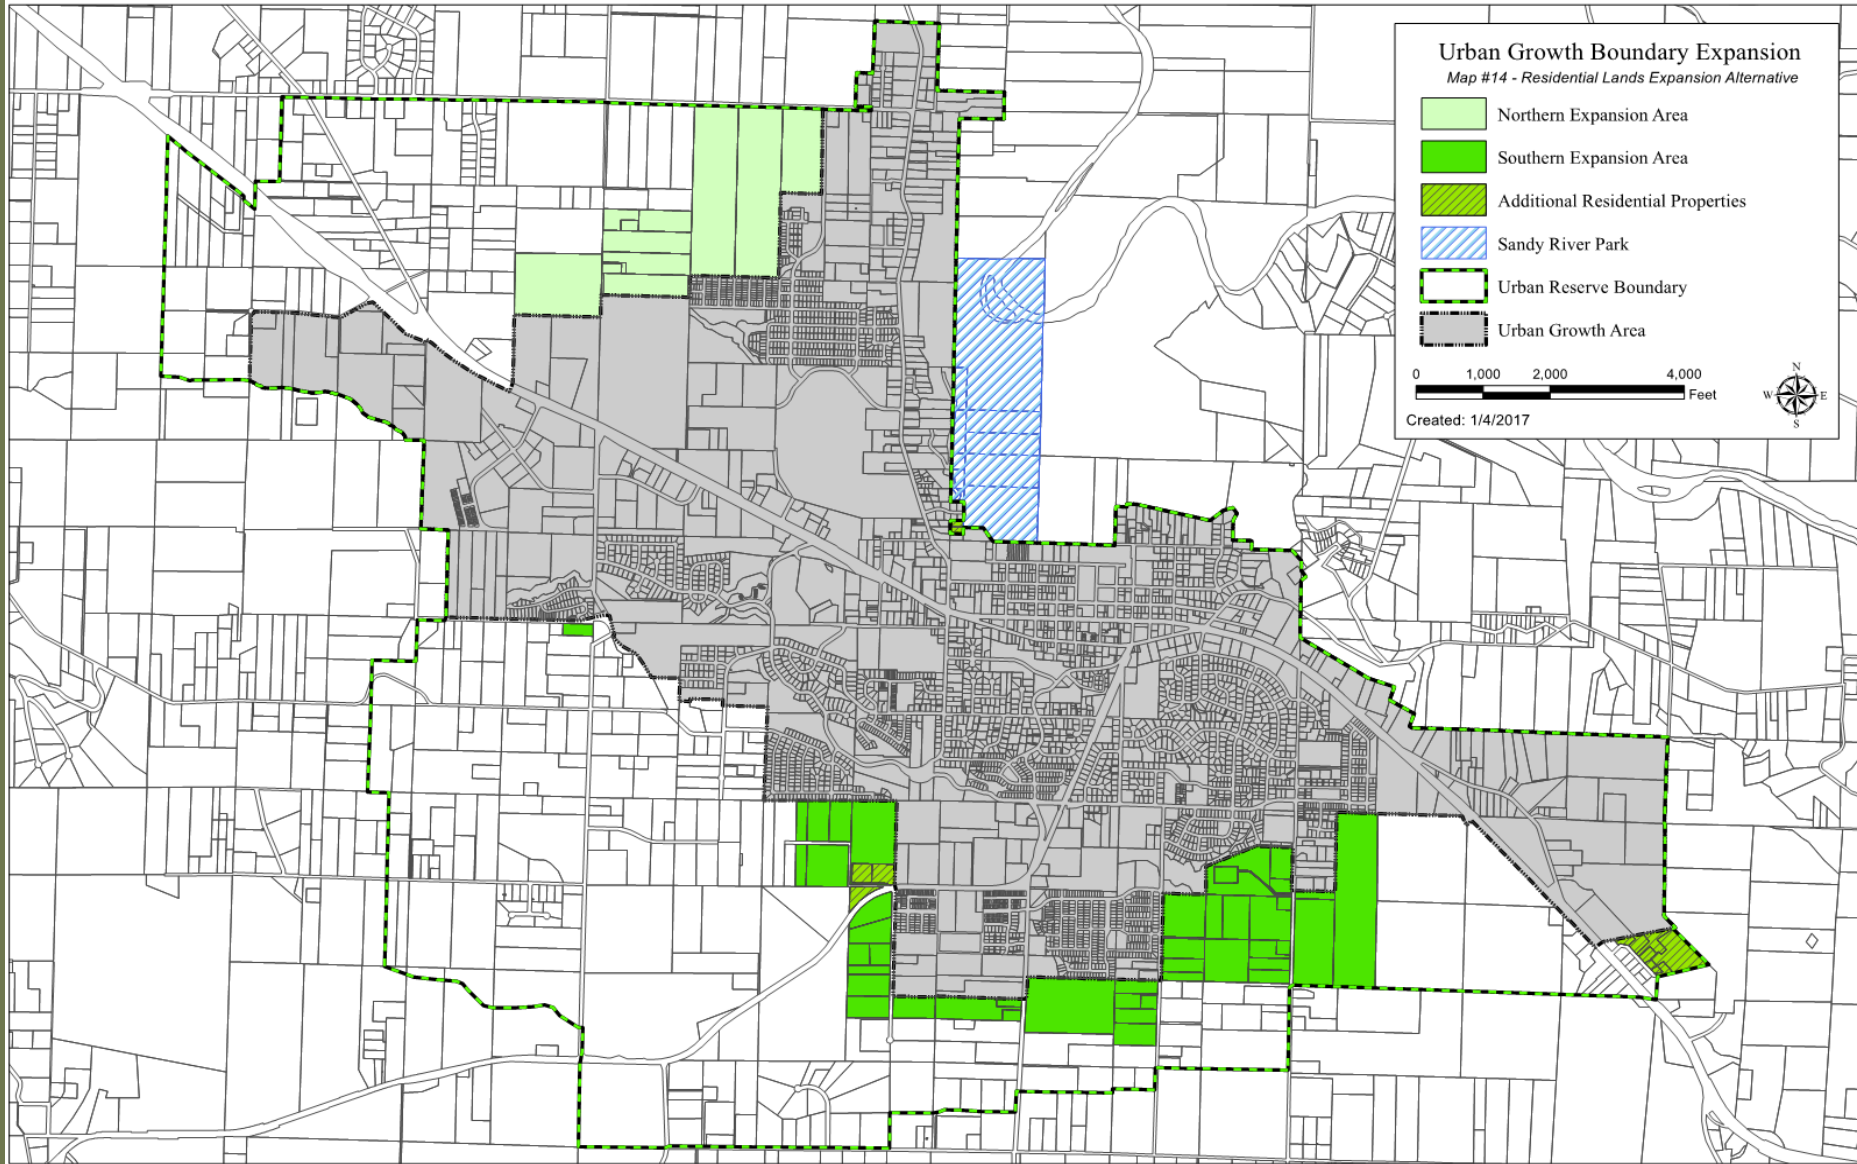 Urban Growth Boundary Expansion
Map #14 - Residential Lands Expansion Alternative
Northern Expansion Area
Southern Expansion Area
Additional Residential Properties
Sandy River Park
Urban Reserve Boundary
Urban Growth Area
0 1,000 2,000 4,000
Feet
Created: 1/4/2017
N
W E
S